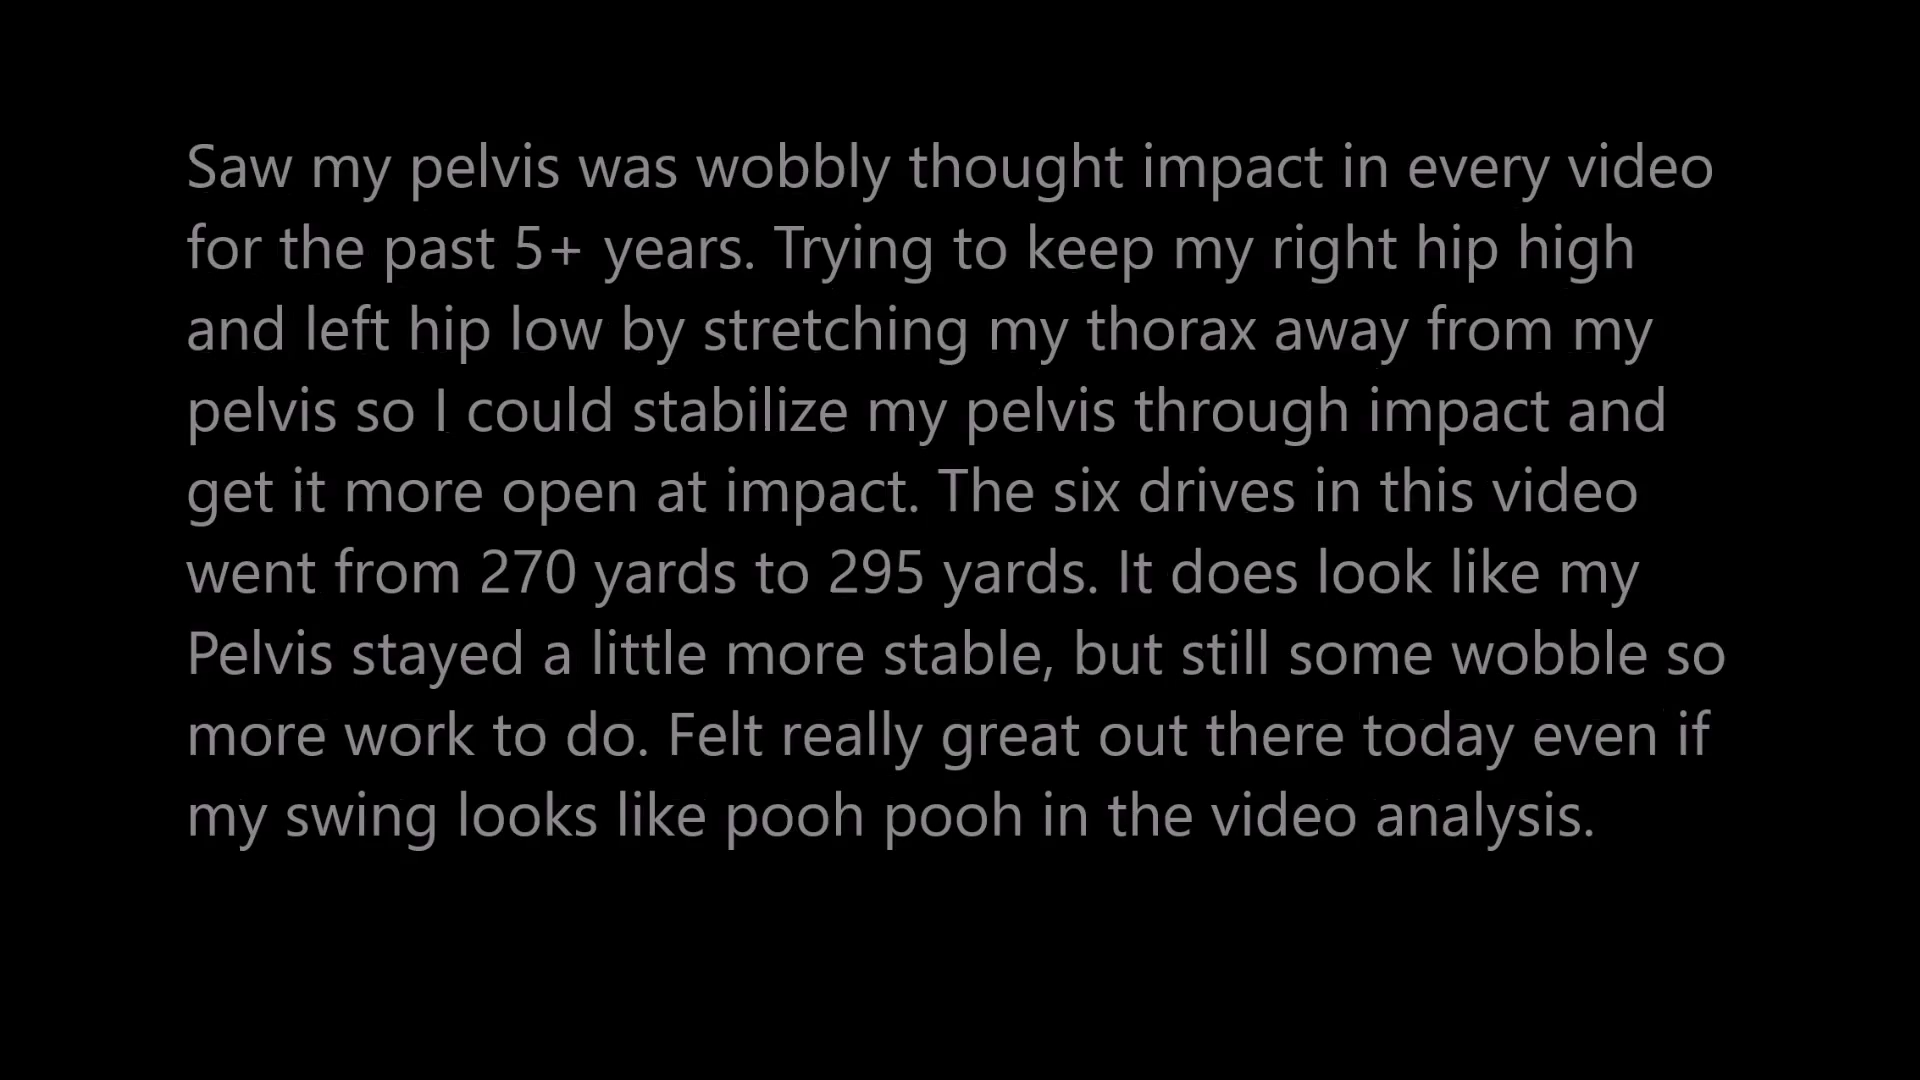 Saw my pelvis was wobbly thought impact in every video
for the past 5+ years. Trying to keep my right hip high
and left hip low by stretching my thorax away from my
pelvis so I could stabilize my pelvis through impact and
get it more open at impact. The six drives in this video
went from 270 yards to 295 yards. It does look like my
Pelvis stayed a little more stable, but still some wobble so
more work to do. Felt really great out there today even if
my swing looks like pooh pooh in the video analysis.